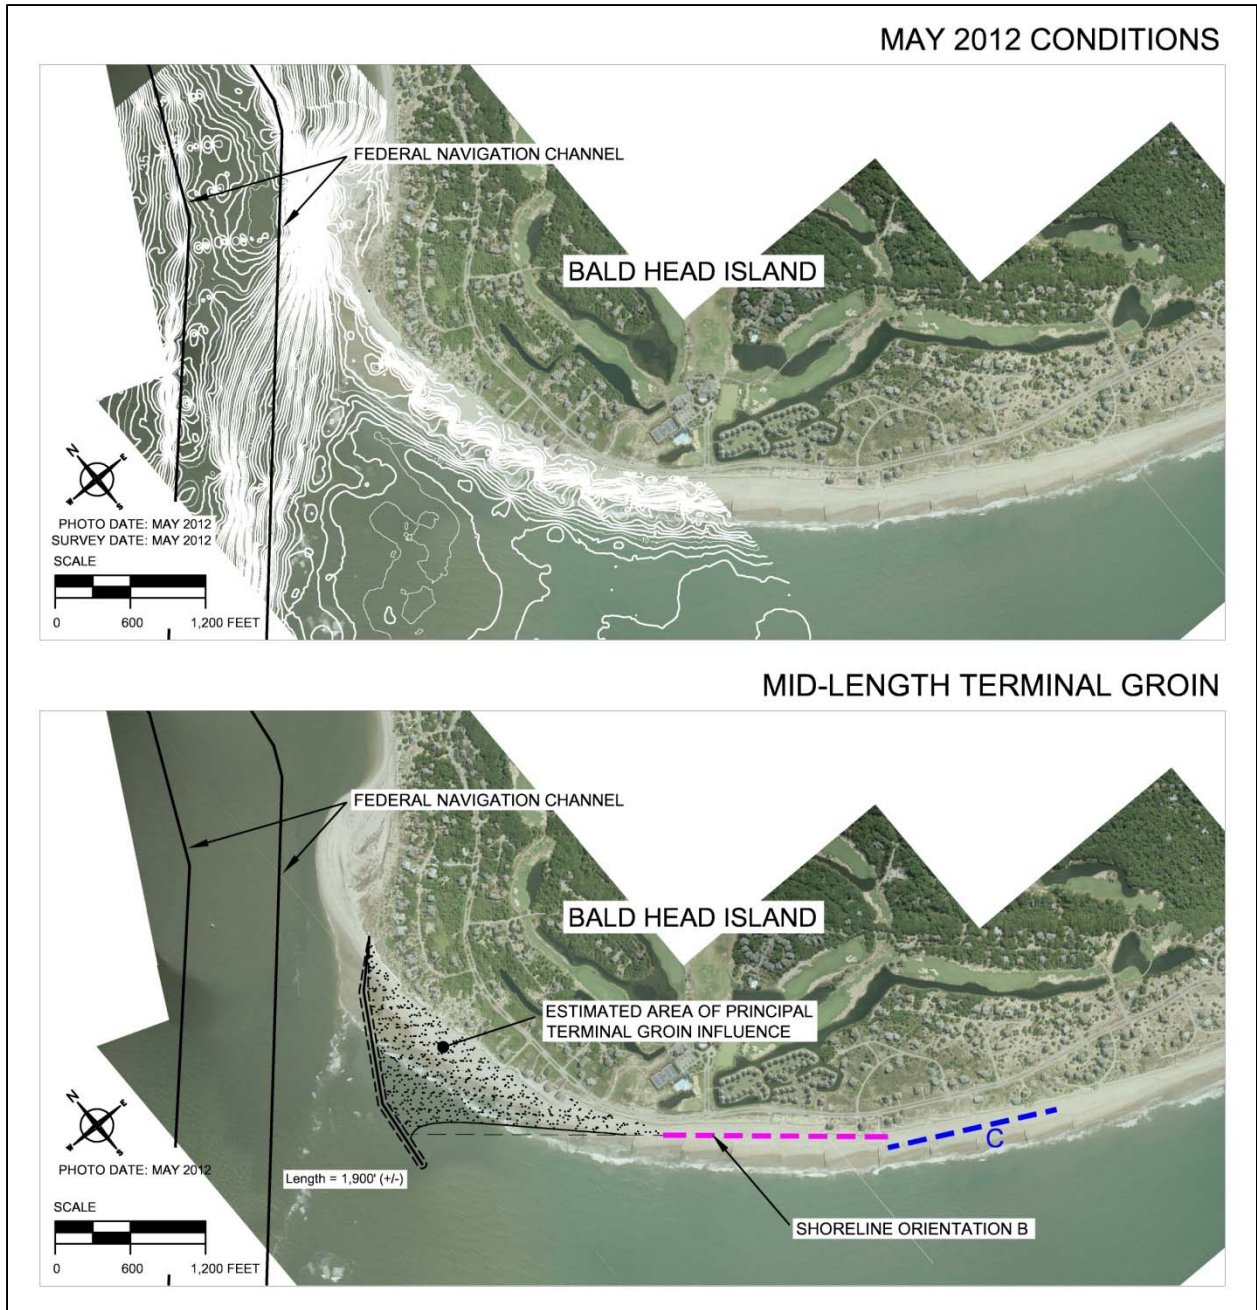 MAY 2012 CONDITIONS
FEDERAL NAVIGATION CHANNEL
BALD HEAD ISLAND
N
E
S
PHOTO DATE: MAY 2012
SURVEY DATE: MAY 2012
SCALE
0 600 1,200 FEET
MID-LENGTH TERMINAL GROIN
FEDERAL NAVIGATION CHANNEL
BALD HEAD ISLAND
ESTIMATED AREA OF PRINCIPAL
TERMINAL GROIN INFLUENCE
C
N
E
S
PHOTO DATE: MAY 2012
Length = 1,900' (+/-)
SCALE
SHORELINE ORIENTATION B
0 600 1,200 FEET